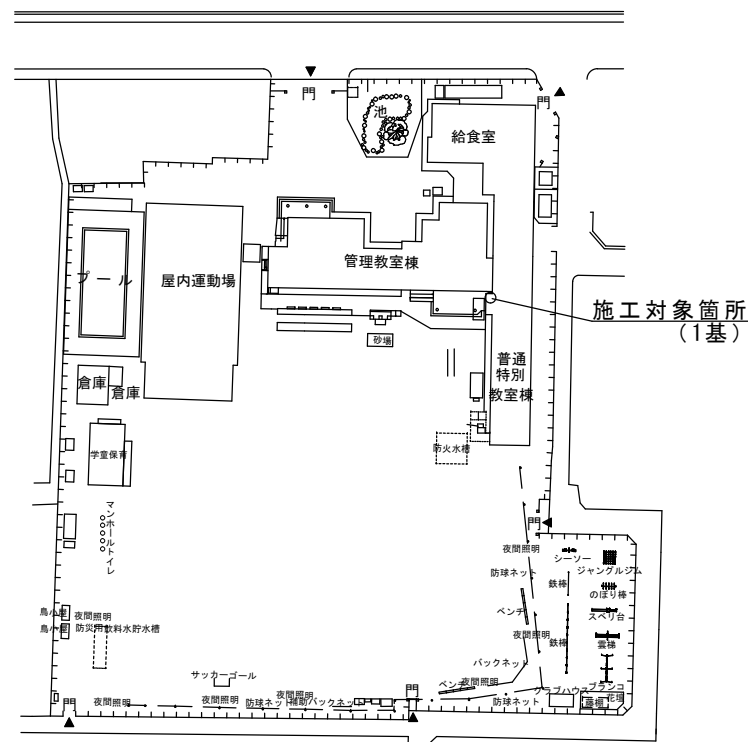 門
池
門
給食室
管理教室棟
プール
屋内運動場
施工対象箇所
(1基)
砂場
普通
特別
教室棟
倉庫
倉庫
防火水槽
学童保育
マンホールトイレ
門
夜間照明
シーソー
ジャングルジム
防球ネット
鉄棒
のぼり棒
ベンチ
スベリ台
夜間照明
鉄棒
雲梯
鳥小屋
夜間照明
鳥小屋
防災用飲料水貯水槽
バックネット
サッカーゴール
ベンチ
夜間照明
クラブハウス
ブランコ
花壇
藤棚
門
夜間照明
夜間照明
防球ネット
夜間照明
補助バックネット
門
防球ネット